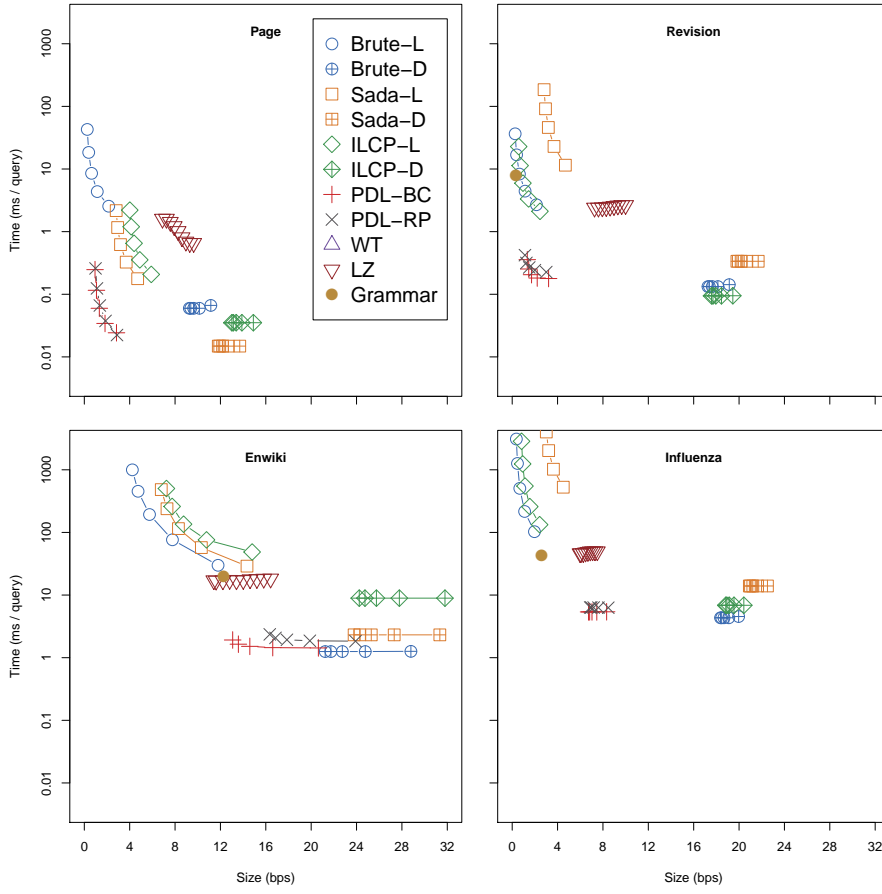 Page
Revision
Brute−L
Brute−D
Sada−L
Sada−D
ILCP−L
ILCP−D
PDL−BC
PDL−RP
WT
LZ
Grammar
Time (ms / query)
1000
100
10
1
0.1
0.01
Enwiki
Influenza
Time (ms / query)
1000
100
10
1
0.1
0.01
0 4 8 12 16 20 24 28 32
0 4 8 12 16 20 24 28 32
Size (bps)
Size (bps)